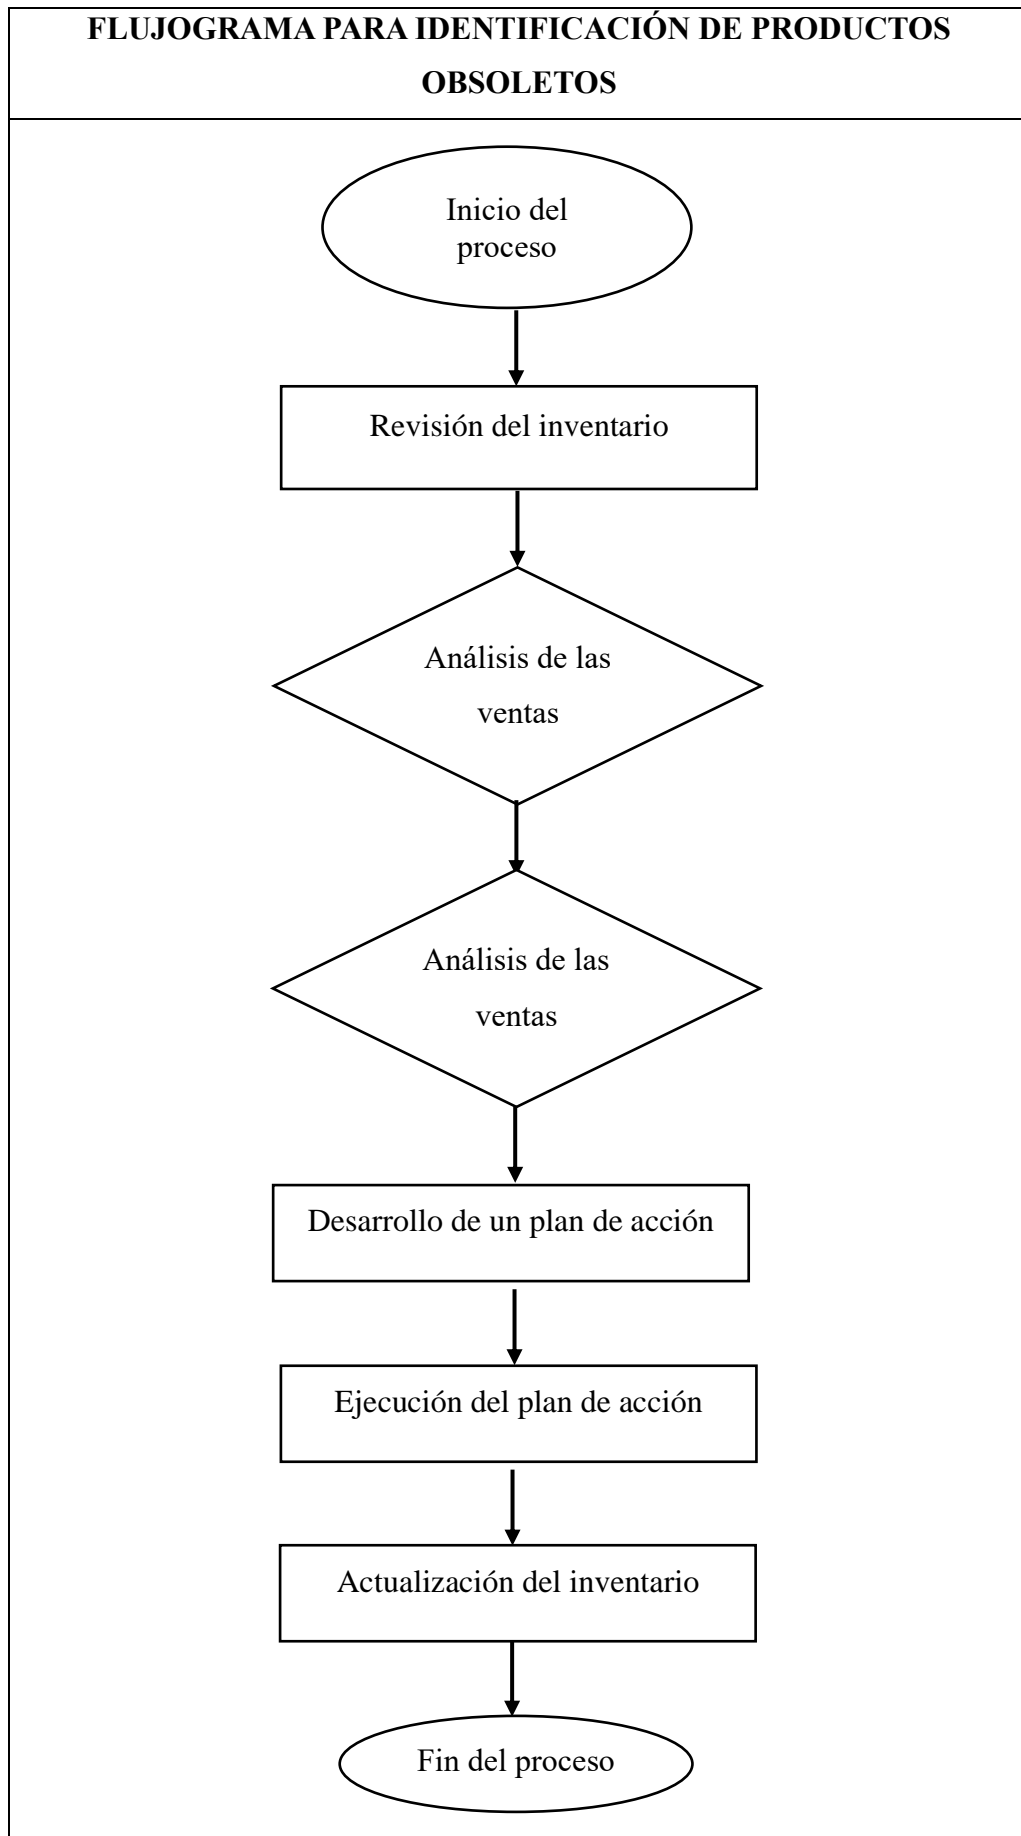 FLUJOGRAMA PARA IDENTIFICACIÓN DE PRODUCTOS
OBSOLETOS
Inicio del
proceso
Revisión del inventario
Análisis de las
ventas
Análisis de las
ventas
Desarrollo de un plan de acción
Ejecución del plan de acción
Actualización del inventario
Fin del proceso